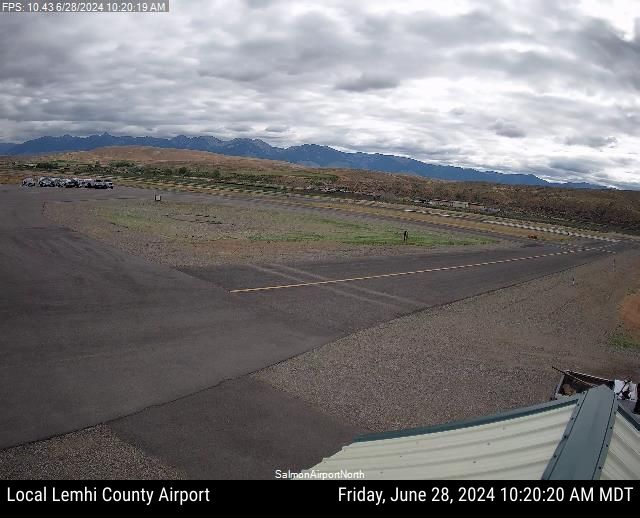 FPS: 10.43 6/28/2024 10:20:19 AM
SalmonAirportNorth
Local Lemhi County Airport
Friday, June 28, 2024 10:20:20 AM MDT